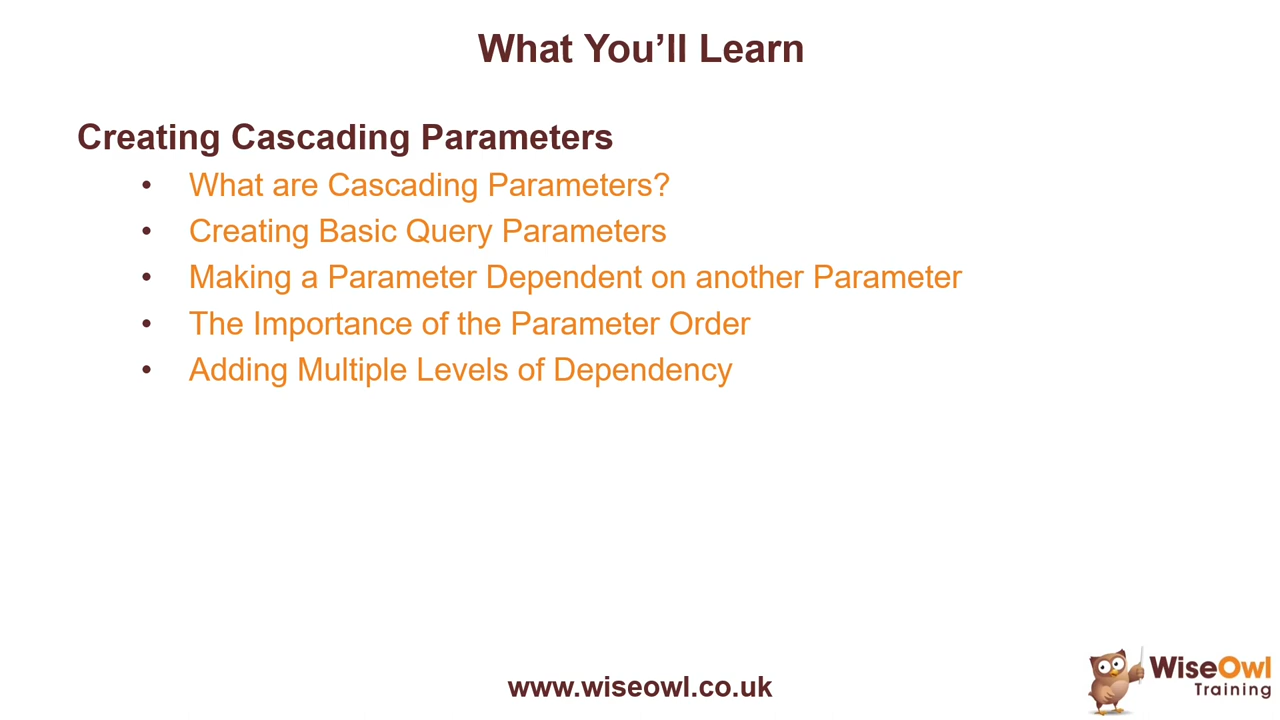 What You’ll Learn
Creating Cascading Parameters
• What are Cascading Parameters?
• Creating Basic Query Parameters
• Making a Parameter Dependent on another Parameter
• The Importance of the Parameter Order
• Adding Multiple Levels of Dependency
www.wiseowl.co.uk
WiseOwl
Training